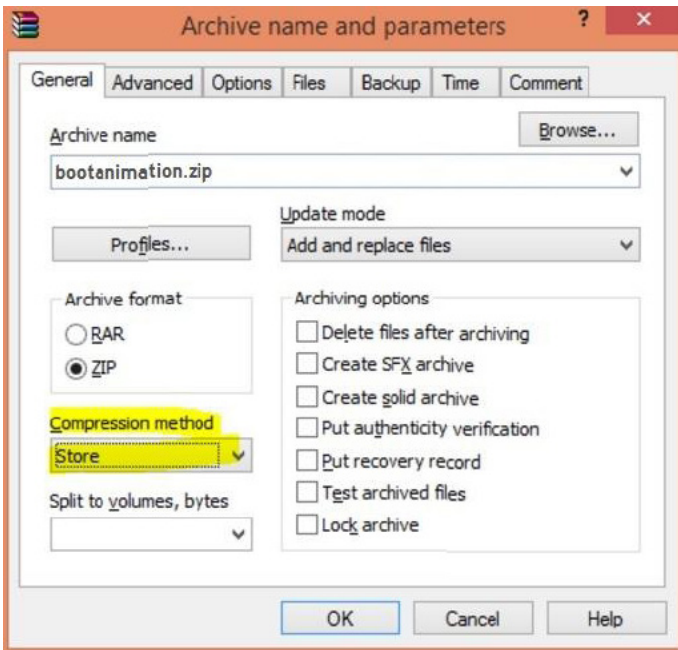 Archive name and parameters ?
General Advanced Options Files Backup Time Comment
Archive name
Browse...
bootanimation.zip
Update mode
Profiles...
Add and replace files
Archive format
RAR
ZIP
Compression method
Store
Split to volumes, bytes
Archiving options
Delete files after archiving
Create SFX archive
Create solid archive
Put authenticity verification
Put recovery record
Test archived files
Lock archive
OK Cancel Help